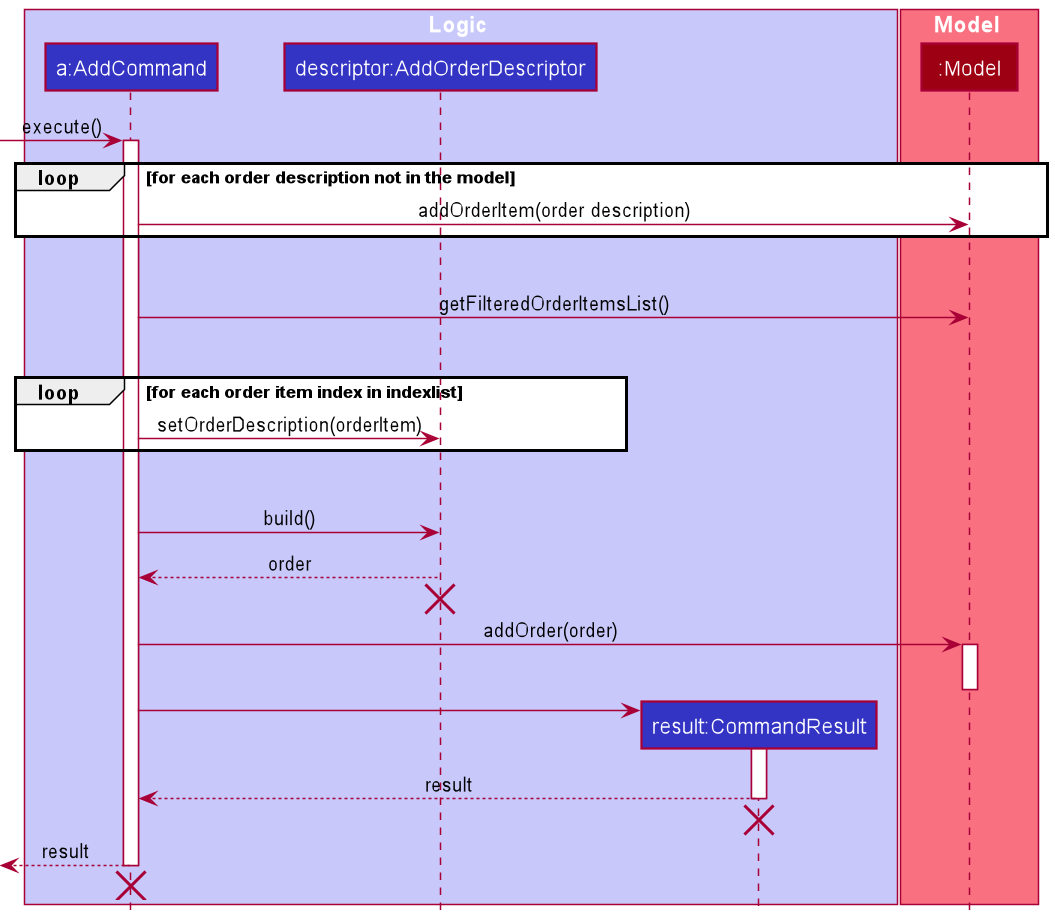 Logic
Model
a:AddCommand
descriptor:AddOrderDescriptor
:Model
execute()
loop
[for each order description not in the model]
addOrderItem(order description)
getFilteredOrderItemsList()
loop
[for each order item index in indexlist]
setOrderDescription(orderItem)
build()
order
addOrder(order)
result:CommandResult
result
result